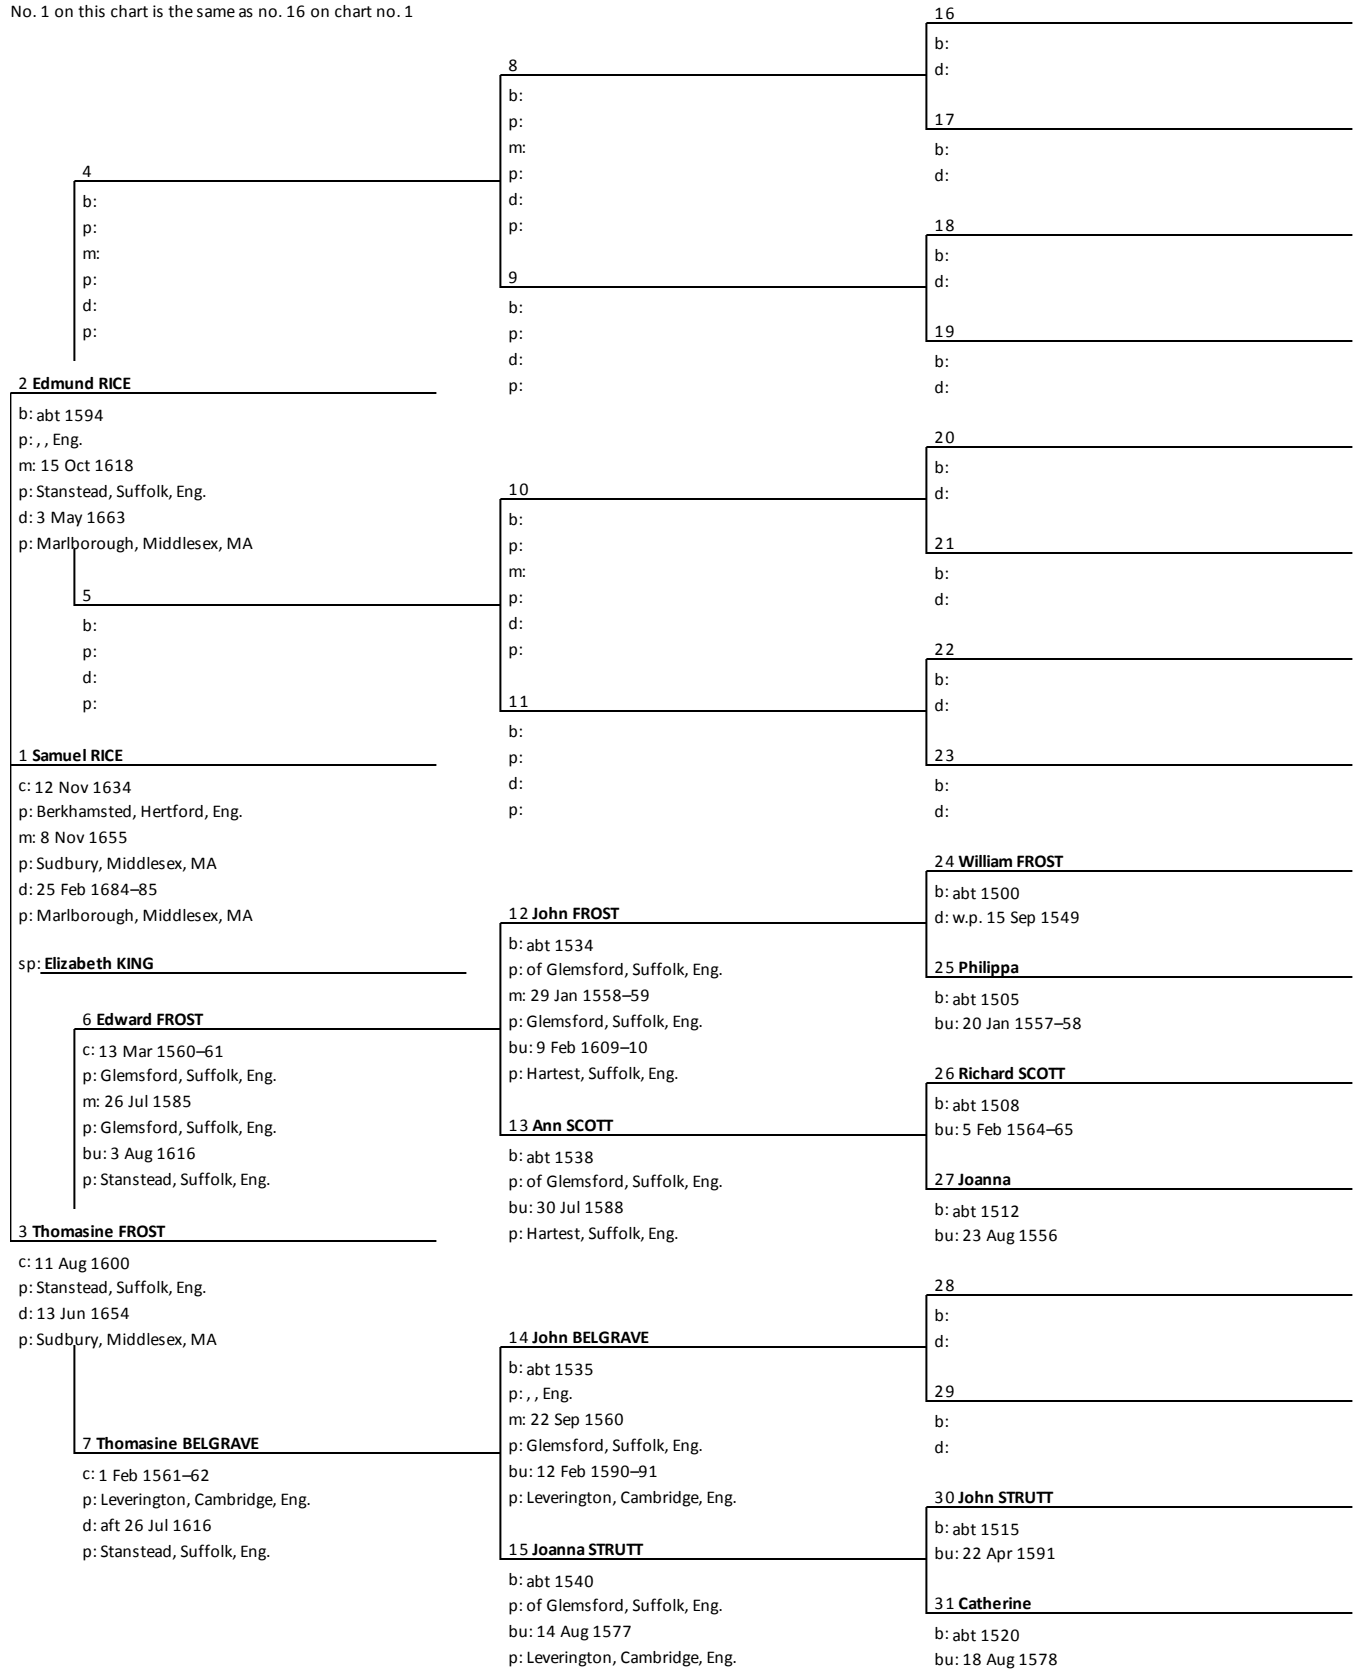 No. 1 on this chart is the same as no. 16 on chart no. 1
16
b:
d:
8
b:
p:
m:
p:
d:
p:
17
b:
d:
4
b:
p:
m:
p:
d:
p:
18
b:
d:
9
b:
p:
d:
p:
19
b:
d:
2 Edmund RICE
b: abt 1594
p: , , Eng.
m: 15 Oct 1618
p: Stanstead, Suffolk, Eng.
d: 3 May 1663
p: Marlborough, Middlesex, MA
20
b:
d:
10
b:
p:
m:
p:
d:
p:
21
b:
d:
5
b:
p:
d:
p:
22
b:
d:
11
b:
p:
d:
p:
23
b:
d:
1 Samuel RICE
c: 12 Nov 1634
p: Berkhamsted, Hertford, Eng.
m: 8 Nov 1655
p: Sudbury, Middlesex, MA
d: 25 Feb 1684–85
p: Marlborough, Middlesex, MA
sp: Elizabeth KING
24 William FROST
b: abt 1500
d: w.p. 15 Sep 1549
12 John FROST
b: abt 1534
p: of Glemsford, Suffolk, Eng.
m: 29 Jan 1558–59
p: Glemsford, Suffolk, Eng.
bu: 9 Feb 1609–10
p: Hartest, Suffolk, Eng.
25 Philippa
b: abt 1505
bu: 20 Jan 1557–58
6 Edward FROST
c: 13 Mar 1560–61
p: Glemsford, Suffolk, Eng.
m: 26 Jul 1585
p: Glemsford, Suffolk, Eng.
bu: 3 Aug 1616
p: Stanstead, Suffolk, Eng.
26 Richard SCOTT
b: abt 1508
bu: 5 Feb 1564–65
13 Ann SCOTT
b: abt 1538
p: of Glemsford, Suffolk, Eng.
bu: 30 Jul 1588
p: Hartest, Suffolk, Eng.
27 Joanna
b: abt 1512
bu: 23 Aug 1556
3 Thomasine FROST
c: 11 Aug 1600
p: Stanstead, Suffolk, Eng.
d: 13 Jun 1654
p: Sudbury, Middlesex, MA
28
b:
d:
14 John BELGRAVE
b: abt 1535
p: , , Eng.
m: 22 Sep 1560
p: Glemsford, Suffolk, Eng.
bu: 12 Feb 1590–91
p: Leverington, Cambridge, Eng.
29
b:
d:
7 Thomasine BELGRAVE
c: 1 Feb 1561–62
p: Leverington, Cambridge, Eng.
d: aft 26 Jul 1616
p: Stanstead, Suffolk, Eng.
30 John STRUTT
b: abt 1515
bu: 22 Apr 1591
15 Joanna STRUTT
b: abt 1540
p: of Glemsford, Suffolk, Eng.
bu: 14 Aug 1577
p: Leverington, Cambridge, Eng.
31 Catherine
b: abt 1520
bu: 18 Aug 1578